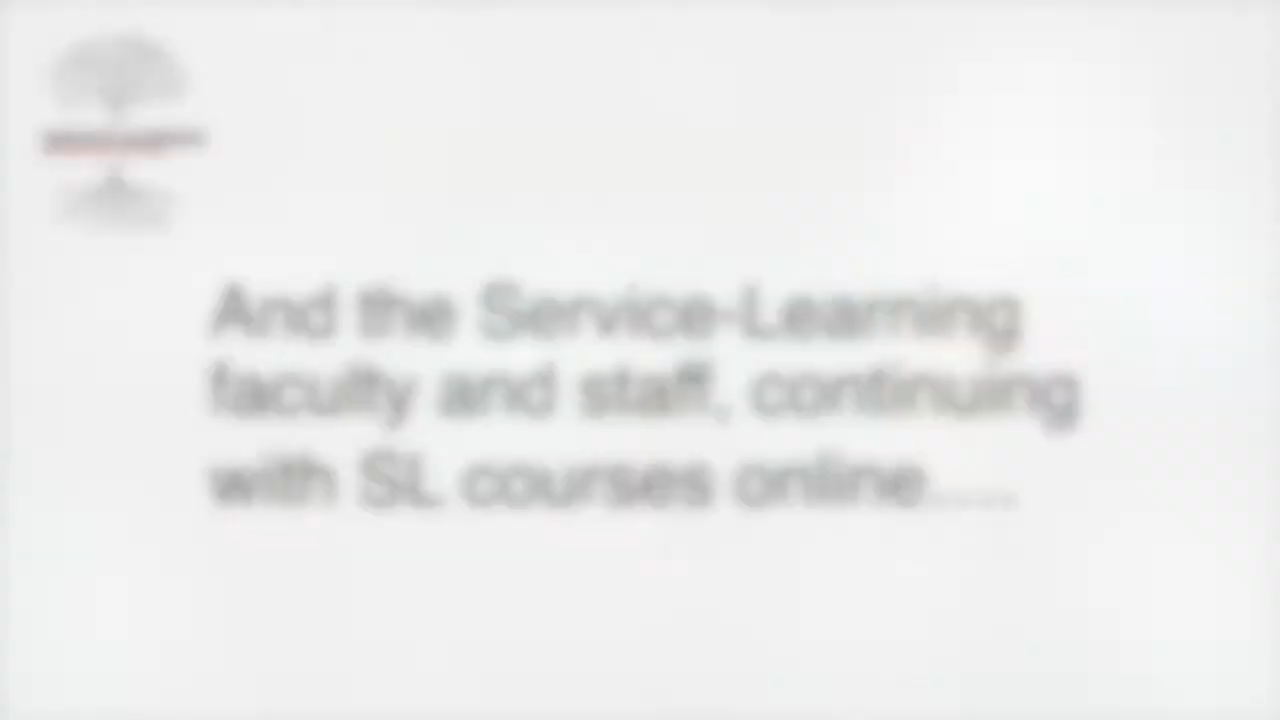 And the Service-Learning
faculty and staff, continuing
with SL courses online.....